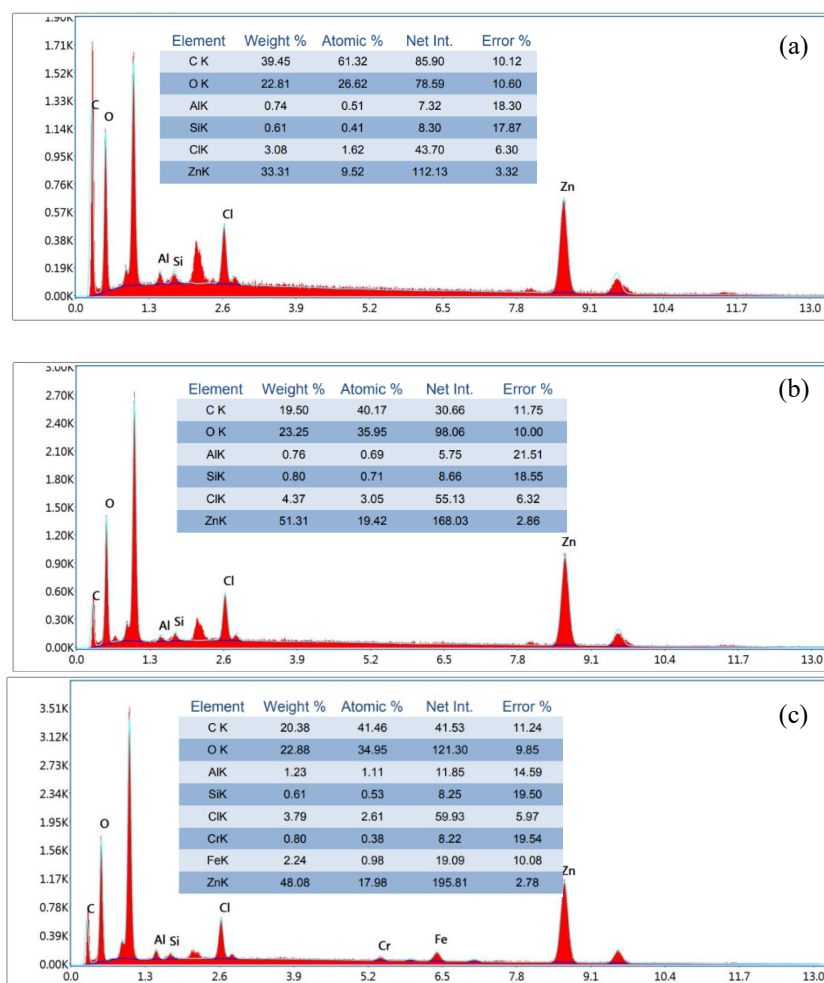 1.90K
Element Weight % Atomic % Net Int. Error % (a)
1.71K
C K 39.45 61.32 85.90 10.12
1.52K
O K 22.81 26.62 78.59 10.60
1.33K
C
AlK 0.74 0.51 7.32 18.30
O
1.14K
SiK 0.61 0.41 8.30 17.87
0.95K
ClK 3.08 1.62 43.70 6.30
ZnK 33.31 9.52 112.13 3.32
0.76K
Zn
0.57K
Cl
0.38K
Al Si
0.19K
0.00K
0.0 1.3 2.6 3.9 5.2 6.5 7.8 9.1 10.4 11.7 13.0
3.00K
Element Weight % Atomic % Net Int. Error % (b)
2.70K
C K 19.50 40.17 30.66 11.75
2.40K
O K 23.25 35.95 98.06 10.00
2.10K
AlK 0.76 0.69 5.75 21.51
1.80K
SiK 0.80 0.71 8.66 18.55
1.50K
ClK 4.37 3.05 55.13 6.32
O
ZnK 51.31 19.42 168.03 2.86
1.20K
Zn
0.90K
0.60K
C
Cl
0.30K
Al Si
0.00K
0.0 1.3 2.6 3.9 5.2 6.5 7.8 9.1 10.4 11.7 13.0
Element Weight % Atomic % Net Int. Error % (c)
3.51K
C K 20.38 41.46 41.53 11.24
3.12K
O K 22.88 34.95 121.30 9.85
2.73K
AlK 1.23 1.11 11.85 14.59
2.34K
SiK 0.61 0.53 8.25 19.50
1.95K
ClK 3.79 2.61 59.93 5.97
O
CrK 0.80 0.38 8.22 19.54
1.56K
FeK 2.24 0.98 19.09 10.08
1.17K
ZnK 48.08 17.98 195.81 2.78
Zn
0.78K
C
Cl
0.39K
Al Si Cr Fe
0.00K
0.0 1.3 2.6 3.9 5.2 6.5 7.8 9.1 10.4 11.7 13.0